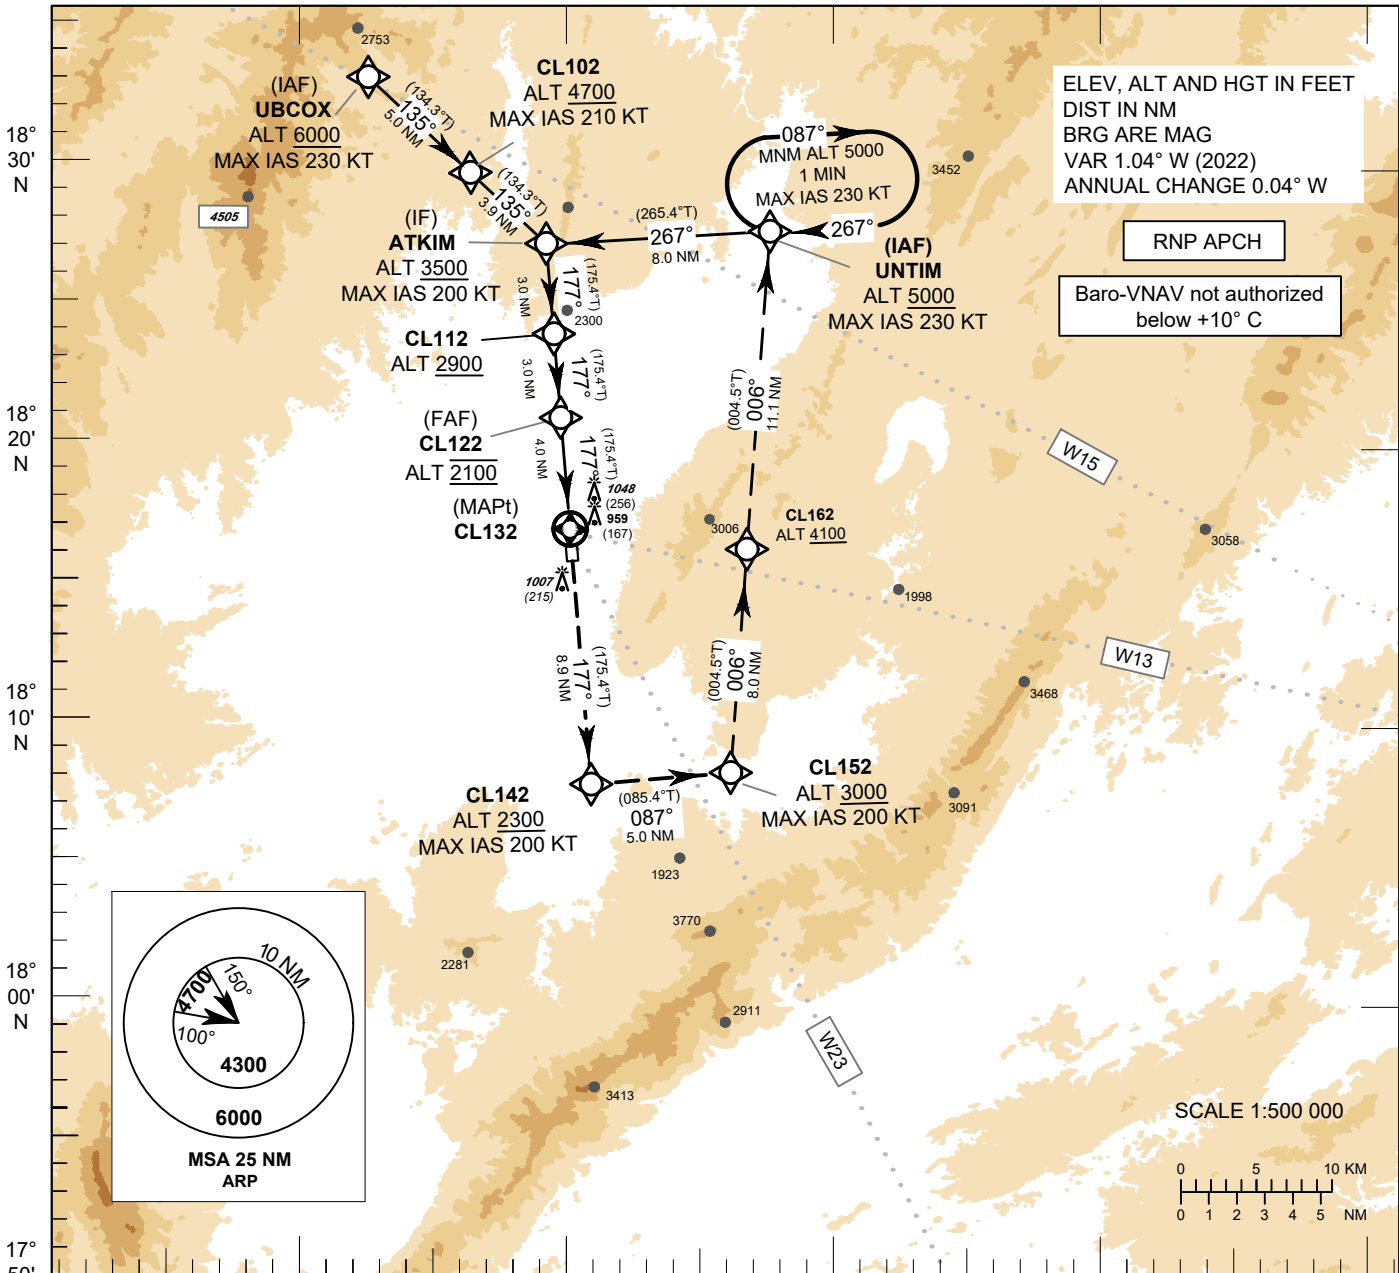 2753
(IAF)
UBCOX
ALT 6000
MAX IAS 230 KT
(134.3°T)
135°
5.0 NM
CL102
ALT 4700
MAX IAS 210 KT
(134.3°T)
135°
3.9 NM
ELEV, ALT AND HGT IN FEET
DIST IN NM
BRG ARE MAG
VAR 1.04° W (2022)
ANNUAL CHANGE 0.04° W
RNP APCH
Baro-VNAV not authorized
below +10° C
18°
30'
N
4505
087°
MNM ALT 5000
1 MIN
MAX IAS 230 KT
267°
3452
(IF)
ATKIM
ALT 3500
MAX IAS 200 KT
(265.4°T)
267°
8.0 NM
(IAF)
UNTIM
ALT 5000
MAX IAS 230 KT
(175.4°T)
177°
3.0 NM
2300
CL112
ALT 2900
(175.4°T)
177°
3.0 NM
18°
20'
N
(FAF)
CL122
ALT 2100
(175.4°T)
177°
4.0 NM
(004.5°T)
006°
11.1 NM
W15
(MAPt)
CL132
1048
(256)
959
(167)
3006
CL162
ALT 4100
3058
1007
(215)
1998
W13
(175.4°T)
177°
8.9 NM
(004.5°T)
006°
8.0 NM
18°
10'
N
3468
CL142
ALT 2300
MAX IAS 200 KT
(085.4°T)
087°
5.0 NM
CL152
ALT 3000
MAX IAS 200 KT
3091
1923
3770
2281
2911
18°
00'
N
10 NM
4700
150°
100°
4300
6000
MSA 25 NM
ARP
W23
3413
SCALE 1:500 000
0 5 10 KM
0 1 2 3 4 5 NM
17°
50'